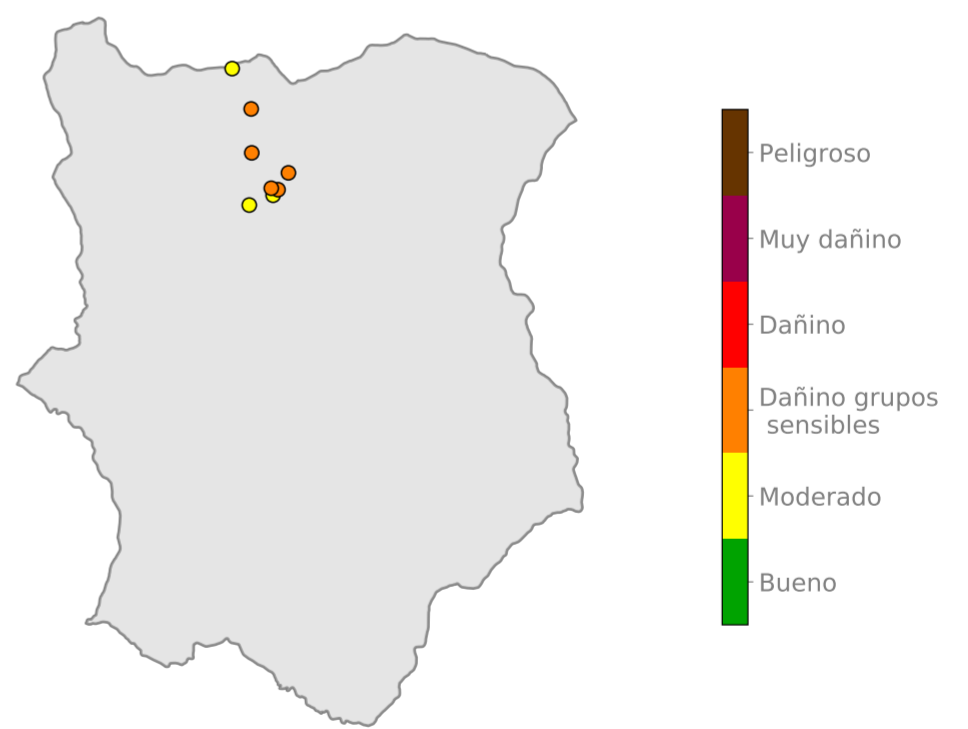 Peligroso
Muy dañino
Dañino
Dañino grupos
sensibles
Moderado
Bueno